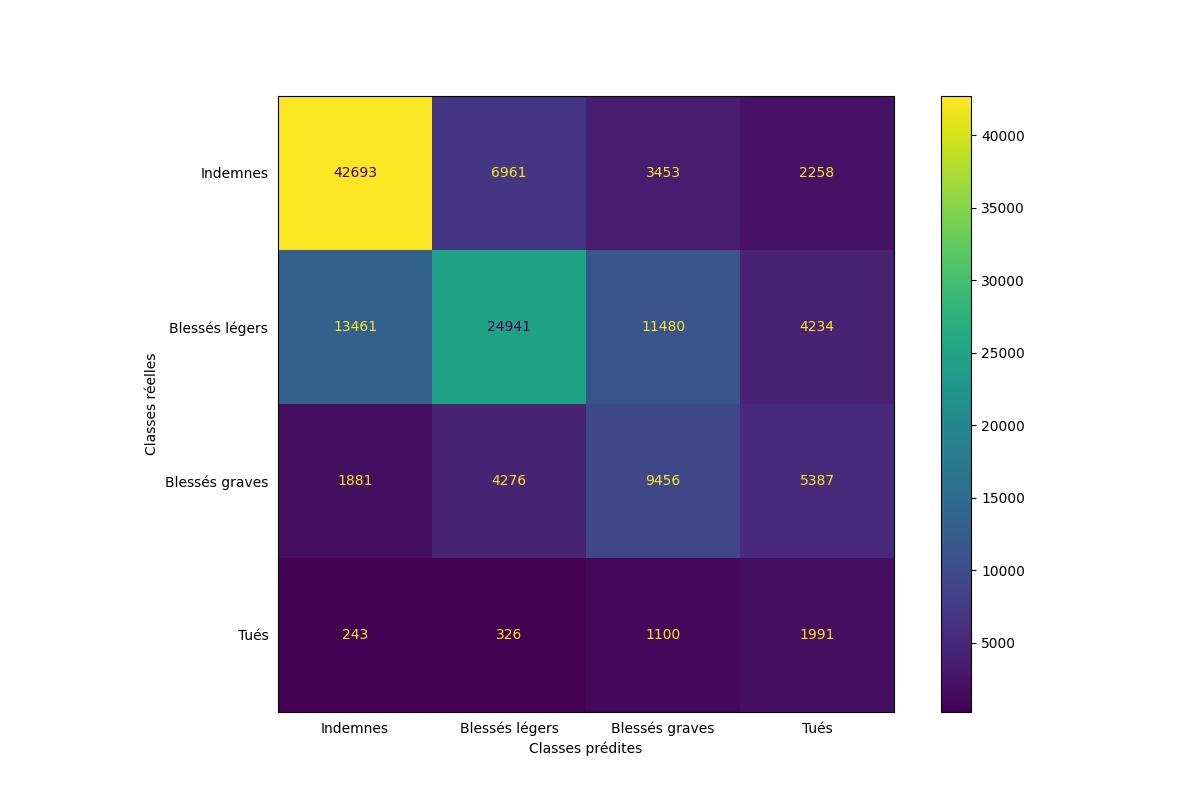 Indemnes 42693 6961 3453 2258
Blessés légers 13461 24941 11480 4234
Blessés graves 1881 4276 9456 5387
Tués 243 326 1100 1991
Indemnes Blessés légers Blessés graves Tués
Classes prédites
Classes réelles
40000
35000
30000
25000
20000
15000
10000
5000